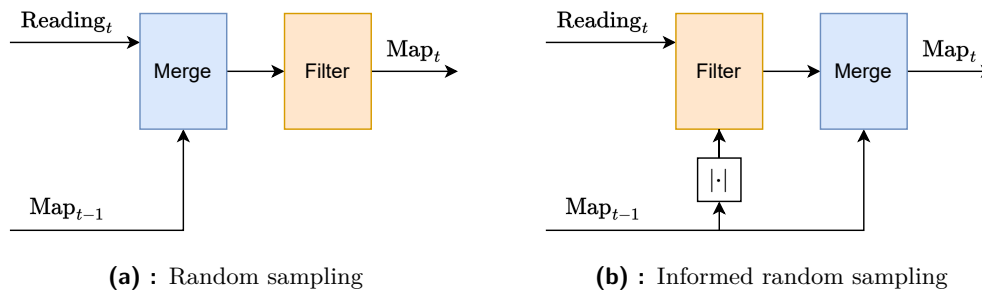 Reading_t
Merge
Filter
Map_t
Map_{t−1}
(a) : Random sampling
Reading_t
Filter
Merge
Map_t
|·|
Map_{t−1}
(b) : Informed random sampling